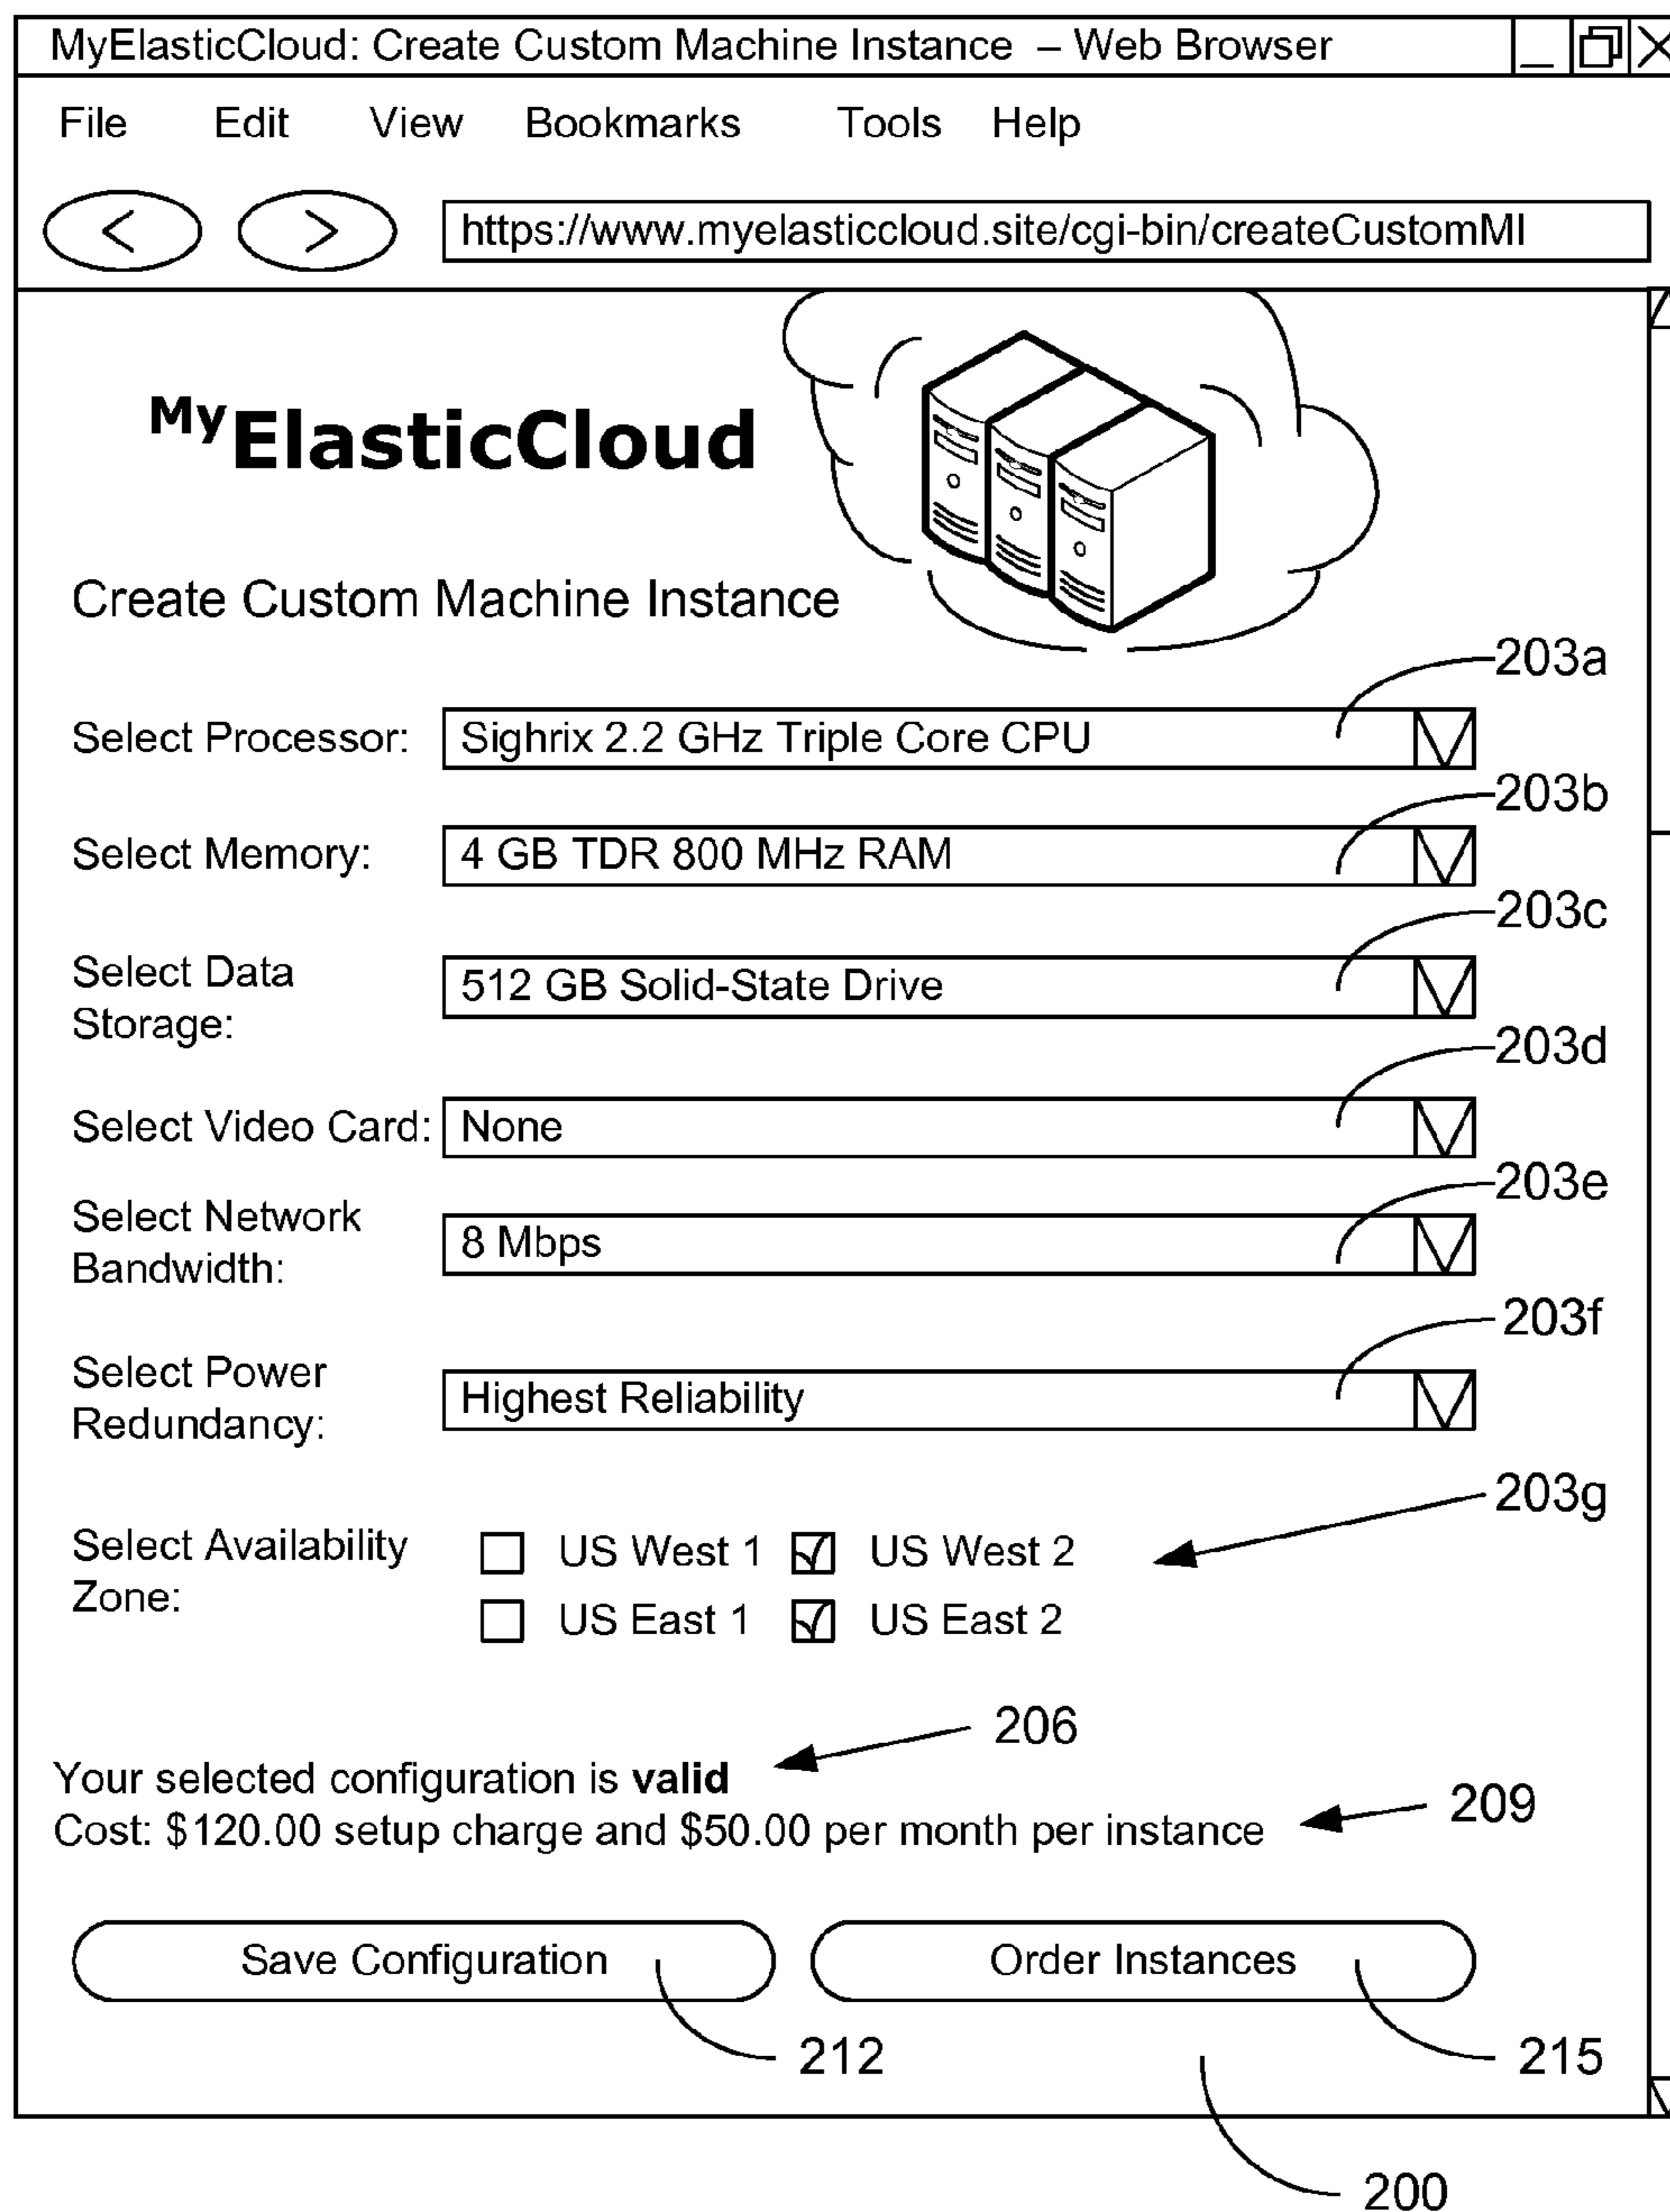 MyElasticCloud: Create Custom Machine Instance – Web Browser
File Edit View Bookmarks Tools Help
< > https://www.myelasticcloud.site/cgi-bin/createCustomMI
MyElasticCloud
Create Custom Machine Instance
203a
Select Processor: Sighrix 2.2 GHz Triple Core CPU
203b
Select Memory: 4 GB TDR 800 MHz RAM
203c
Select Data
Storage:
512 GB Solid-State Drive
203d
Select Video Card: None
203e
Select Network
Bandwidth:
8 Mbps
203f
Select Power
Redundancy:
Highest Reliability
203g
Select Availability
Zone:
US West 1 US West 2
US East 1 US East 2
206
Your selected configuration is valid
209
Cost: $120.00 setup charge and $50.00 per month per instance
Save Configuration Order Instances
212 215
200